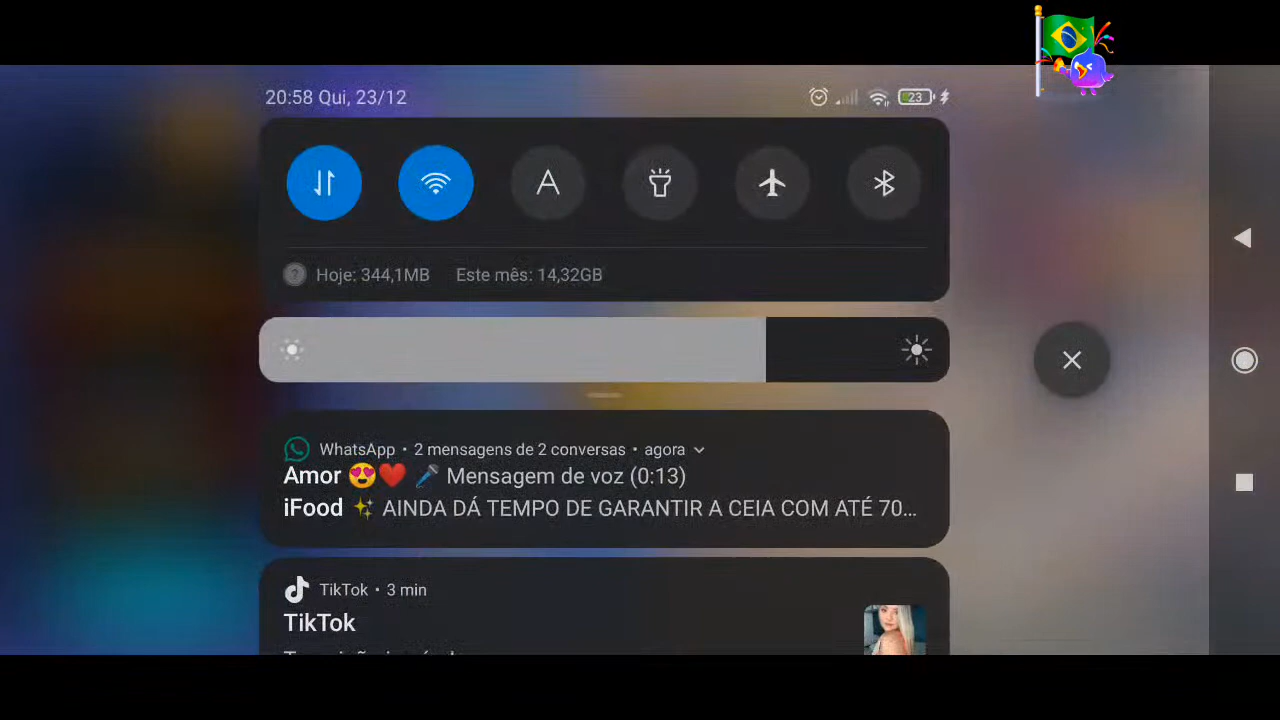 20:58 Qui, 23/12
23
A
Hoje: 344,1MB Este mês: 14,32GB
WhatsApp • 2 mensagens de 2 conversas • agora
Amor 😍❤️ 🎤 Mensagem de voz (0:13)
iFood ✨ AINDA DÁ TEMPO DE GARANTIR A CEIA COM ATÉ 70...
TikTok • 3 min
TikTok